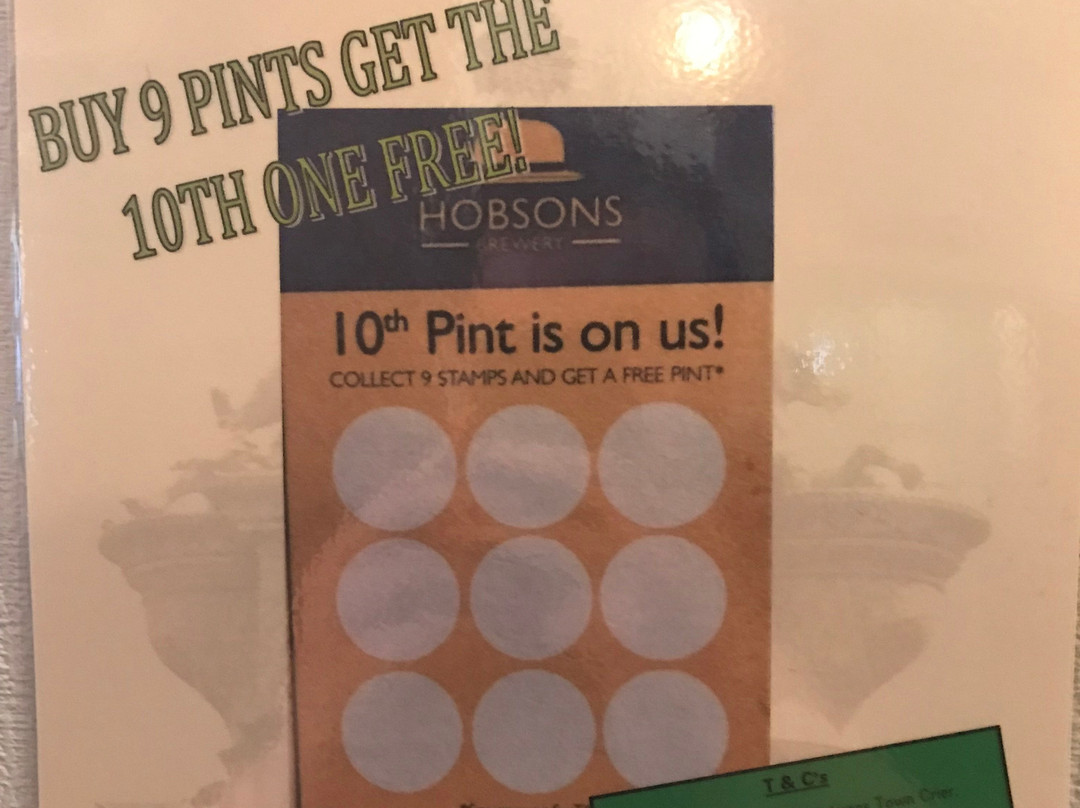 BUY 9 PINTS GET THE
10TH ONE FREE!
HOBSONS
BREWERY
10th Pint is on us!
COLLECT 9 STAMPS AND GET A FREE PINT*
T & C's
Town Crier.